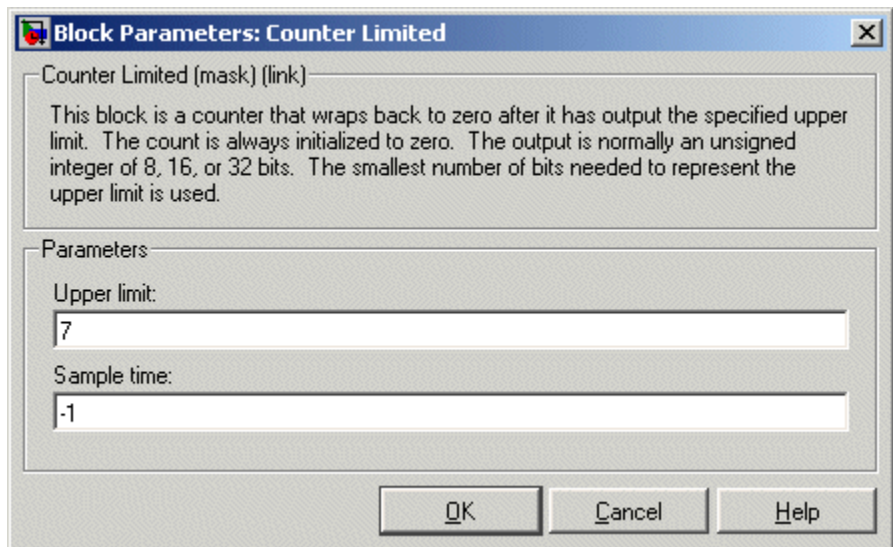 Block Parameters: Counter Limited
Counter Limited (mask) (link)
This block is a counter that wraps back to zero after it has output the specified upper
limit. The count is always initialized to zero. The output is normally an unsigned
integer of 8, 16, or 32 bits. The smallest number of bits needed to represent the
upper limit is used.
Parameters
Upper limit:
7
Sample time:
-1
OK Cancel Help